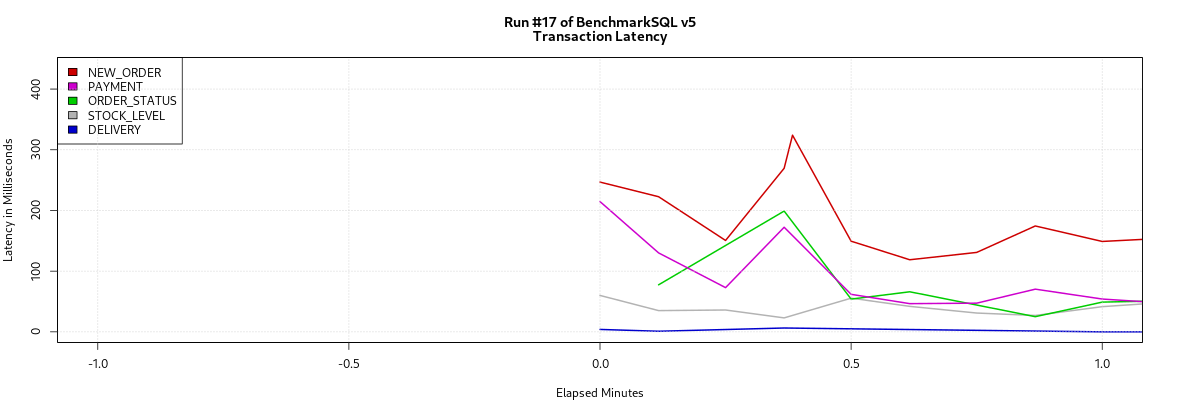 Run #17 of BenchmarkSQL v5
Transaction Latency
NEW_ORDER
PAYMENT
ORDER_STATUS
STOCK_LEVEL
DELIVERY
Latency in Milliseconds
400
300
200
100
0
-1.0 -0.5 0.0 0.5 1.0
Elapsed Minutes